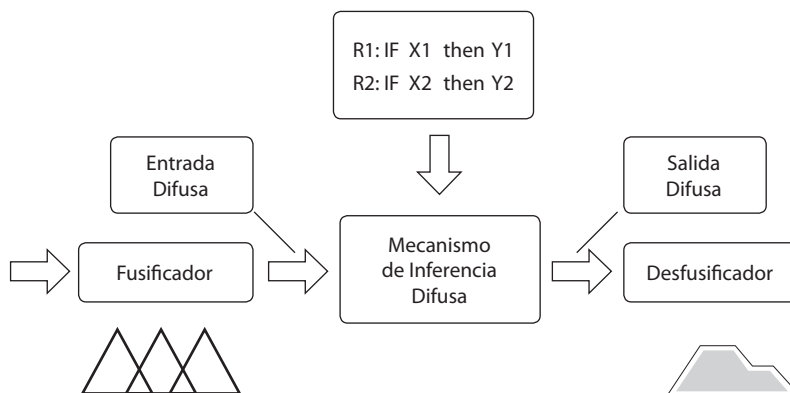 R1: IF X1 then Y1
R2: IF X2 then Y2
Entrada
Difusa
Salida
Difusa
Fusificador
Mecanismo
de Inferencia
Difusa
Desfusificador